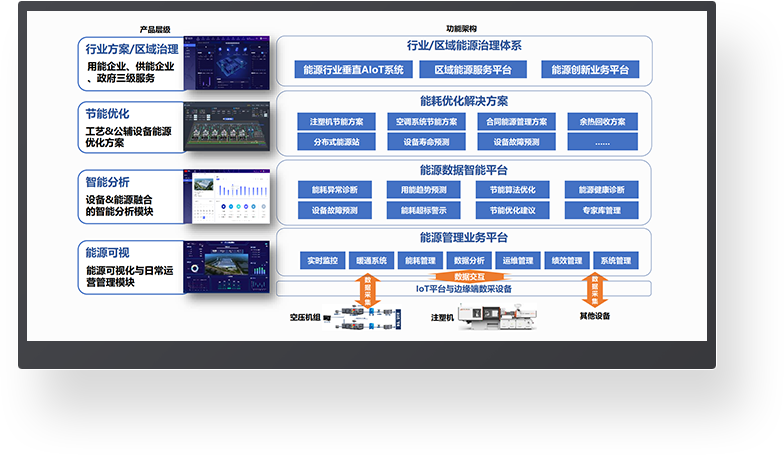 产品层级
功能架构
行业方案/区域治理
用能企业、供能企业
、政府三级服务
行业/区域能源治理体系
能源行业垂直AIoT系统
区域能源服务平台
能源创新业务平台
节能优化
工艺&公辅设备能源
优化方案
能耗优化解决方案
注塑机节能方案
空调系统节能方案
合同能源管理方案
余热回收方案
分布式能源站
设备寿命预测
设备故障预测
......
智能分析
设备&能源融合
的智能分析模块
能源数据智能平台
能耗异常诊断
用能趋势预测
节能算法优化
能源健康诊断
设备故障预测
能耗超标警示
节能优化建议
专家库管理
能源可视
能源可视化与日常运
营管理模块
能源管理业务平台
实时监控
暖通系统
能耗管理
数据分析
运维管理
绩效管理
系统管理
数据交互
IoT平台与边缘端数采设备
数据采集
数据采集
空压机组
注塑机
其他设备